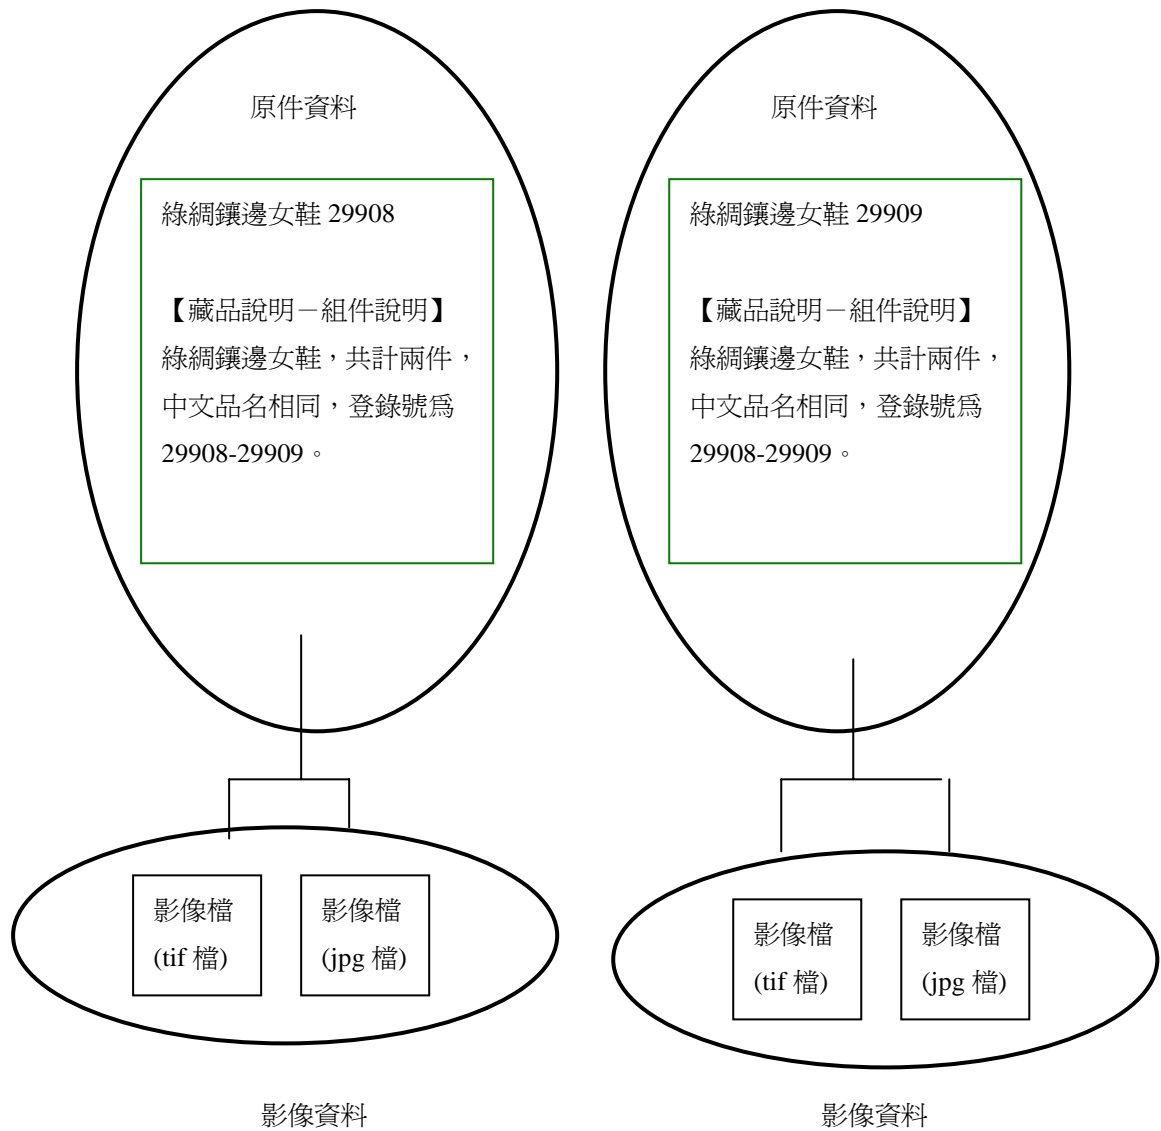 原件資料
綠綢鑲邊女鞋 29908
【藏品說明－組件說明】
綠綢鑲邊女鞋，共計兩件，
中文品名相同，登錄號為
29908-29909。
影像檔
(tif 檔)
影像檔
(jpg 檔)
影像資料
原件資料
綠綢鑲邊女鞋 29909
【藏品說明－組件說明】
綠綢鑲邊女鞋，共計兩件，
中文品名相同，登錄號為
29908-29909。
影像檔
(tif 檔)
影像檔
(jpg 檔)
影像資料